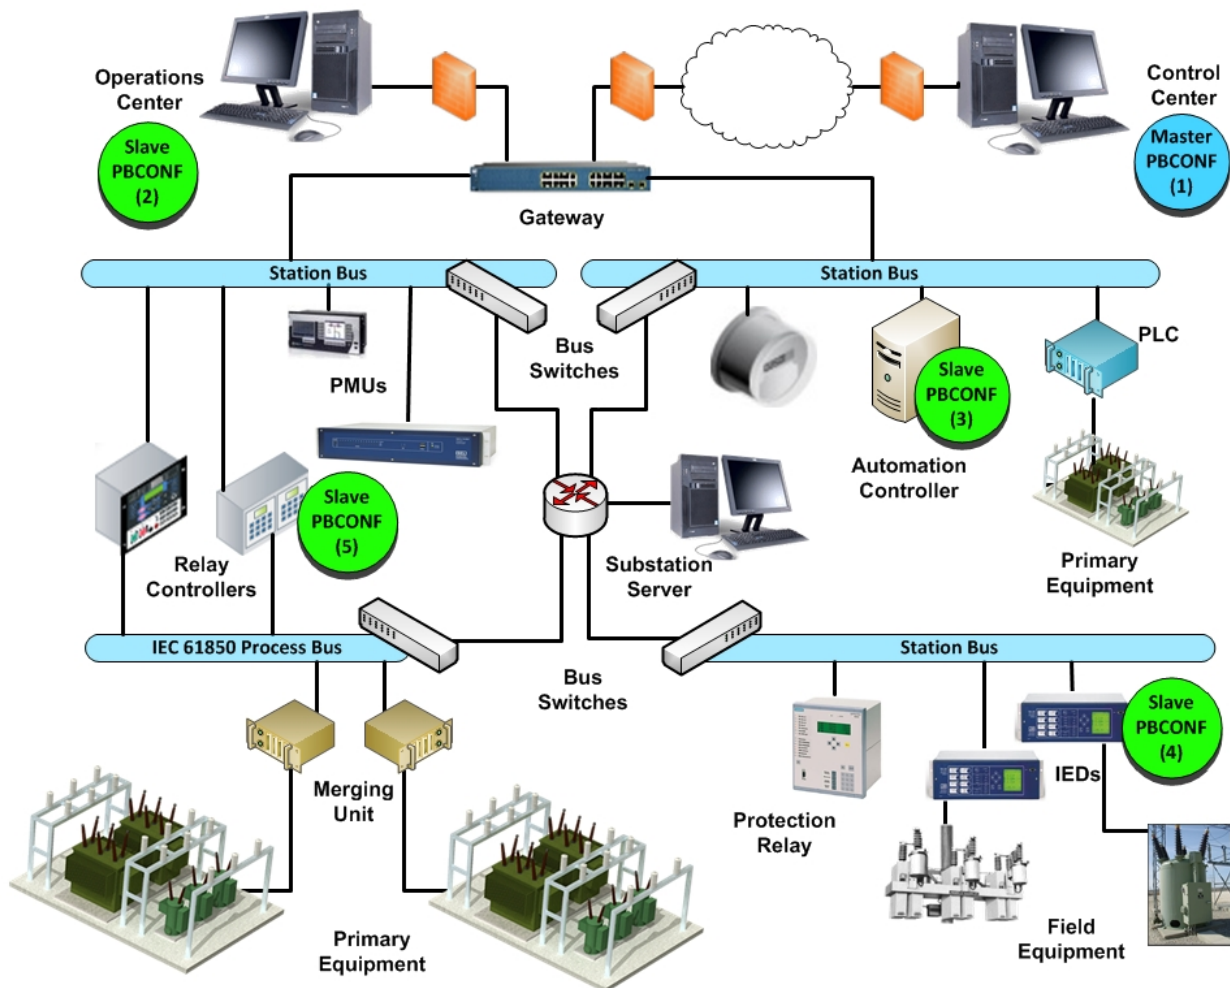 Operations
Center
Slave
PBCONF
(2)
Control
Center
Master
PBCONF
(1)
Gateway
Station Bus
Station Bus
Bus
Switches
PMUs
PLC
Slave
PBCONF
(3)
Automation
Controller
Slave
PBCONF
(5)
Relay
Controllers
Substation
Server
Primary
Equipment
IEC 61850 Process Bus
Bus
Switches
Station Bus
Merging
Unit
Protection
Relay
Slave
PBCONF
(4)
IEDs
Primary
Equipment
Field
Equipment